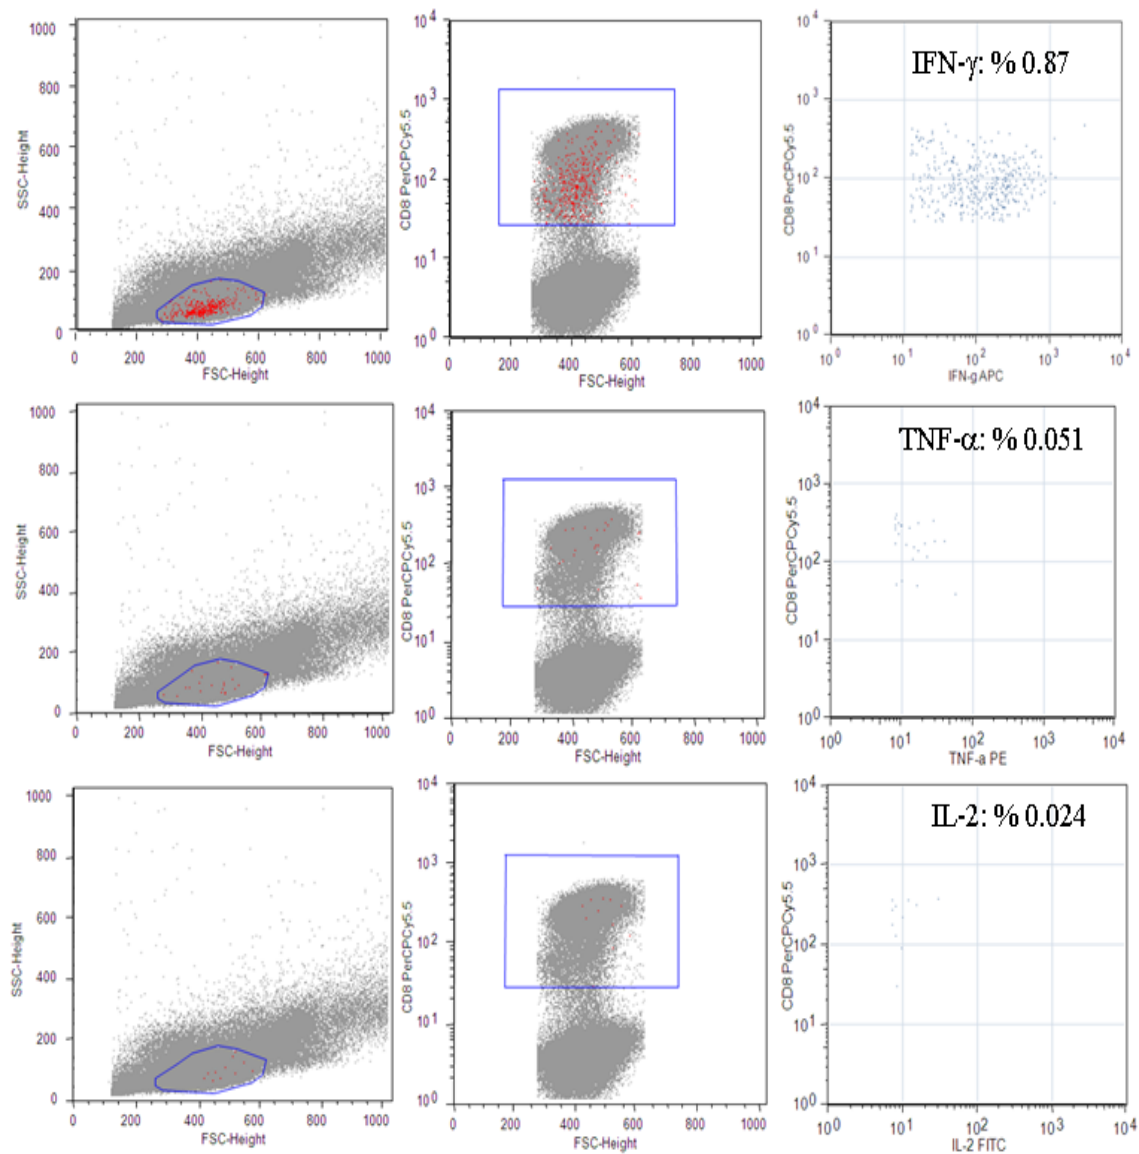 1000
800
600
400
200
0
SSC-Height
0 200 400 600 800 1000
FSC-Height
10^4
10^3
10^2
10^1
10^0
CD8 PerCPCy5.5
0 200 400 600 800 1000
FSC-Height
IFN-γ: % 0.87
10^4
10^3
10^2
10^1
10^0
CD8 PerCPCy5.5
10^0 10^1 10^2 10^3 10^4
IFN-g APC
1000
800
600
400
200
0
SSC-Height
0 200 400 600 800 1000
FSC-Height
10^4
10^3
10^2
10^1
10^0
CD8 PerCPCy5.5
0 200 400 600 800 1000
FSC-Height
TNF-α: % 0.051
10^4
10^3
10^2
10^1
10^0
CD8 PerCPCy5.5
10^0 10^1 10^2 10^3 10^4
TNF-a PE
1000
800
600
400
200
0
SSC-Height
0 200 400 600 800 1000
FSC-Height
10^4
10^3
10^2
10^1
10^0
CD8 PerCPCy5.5
0 200 400 600 800 1000
FSC-Height
IL-2: % 0.024
10^4
10^3
10^2
10^1
10^0
CD8 PerCPCy5.5
10^0 10^1 10^2 10^3 10^4
IL-2 FITC